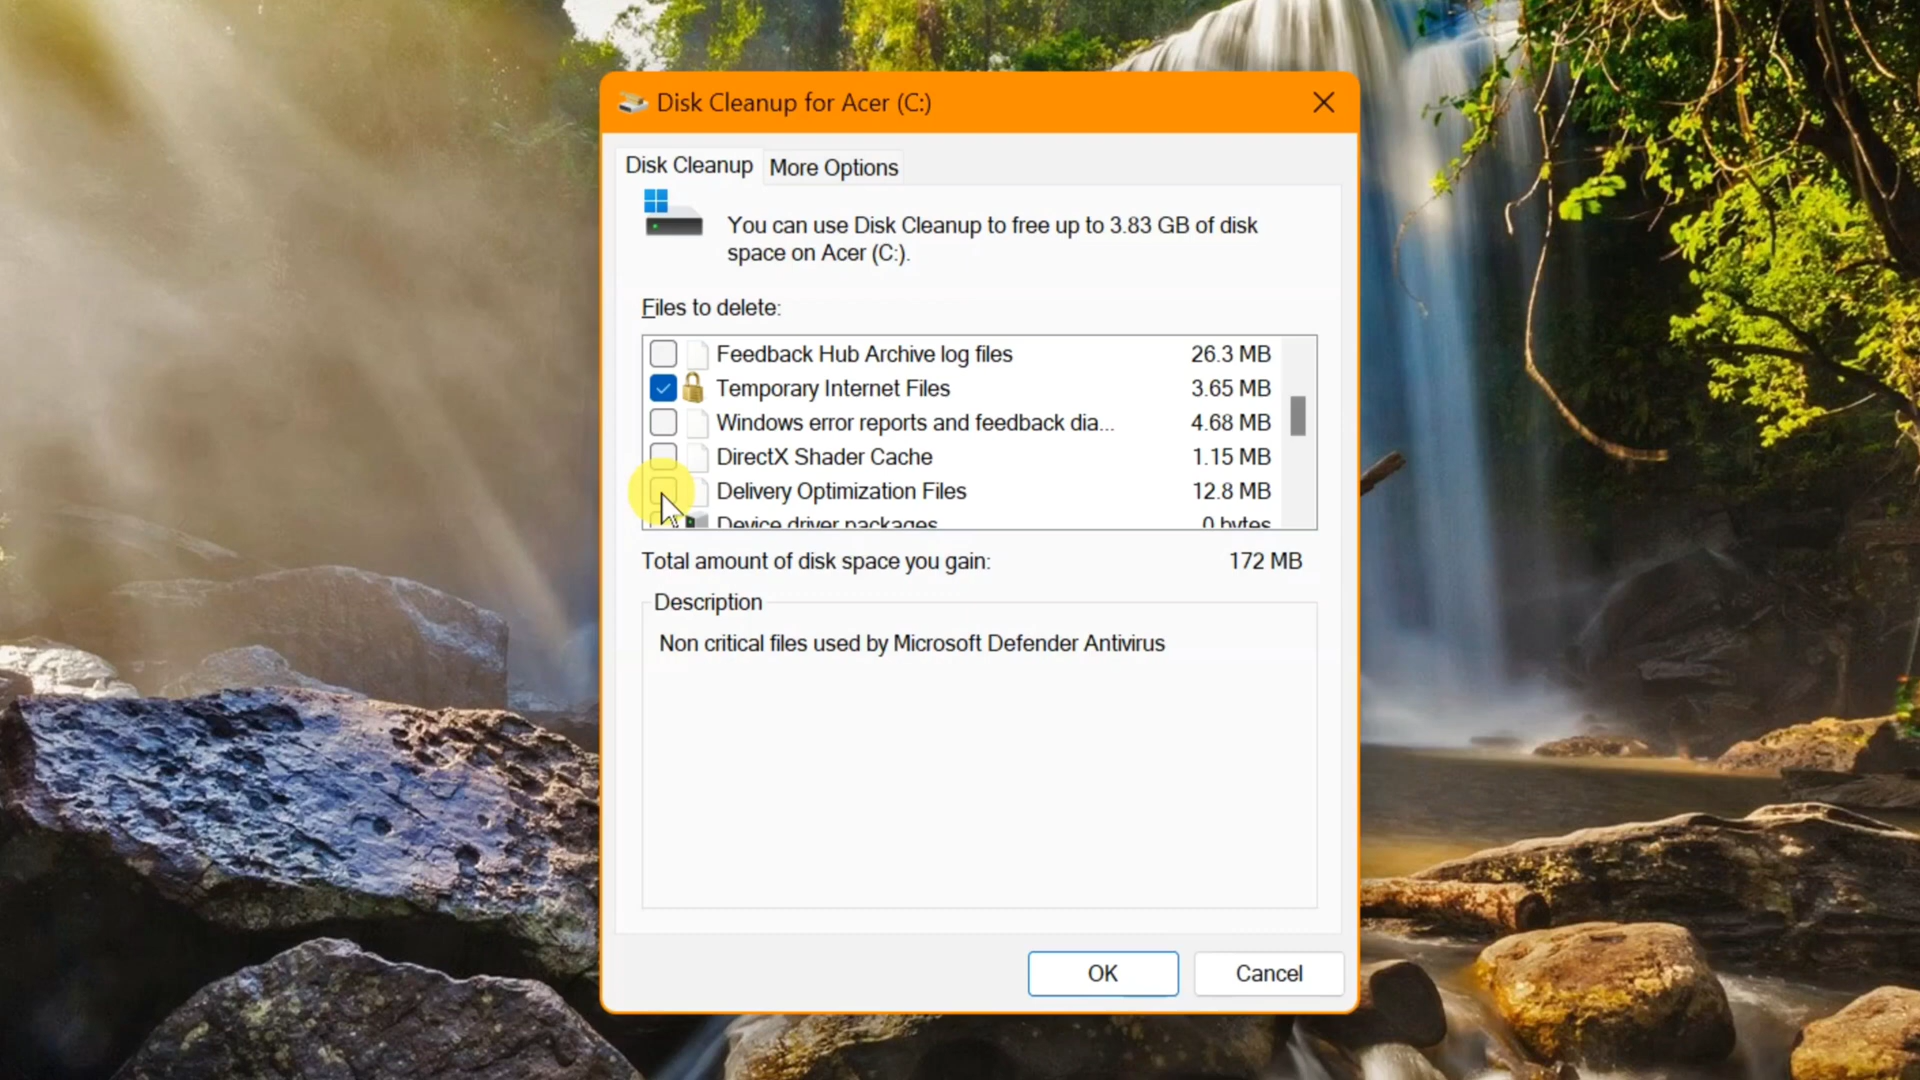 Disk Cleanup for Acer (C:)
Disk Cleanup
More Options
You can use Disk Cleanup to free up to 3.83 GB of disk
space on Acer (C:).
Files to delete:
Feedback Hub Archive log files 26.3 MB
Temporary Internet Files 3.65 MB
Windows error reports and feedback dia... 4.68 MB
DirectX Shader Cache 1.15 MB
Delivery Optimization Files 12.8 MB
Device driver packages 0 bytes
Total amount of disk space you gain: 172 MB
Description
Non critical files used by Microsoft Defender Antivirus
OK
Cancel